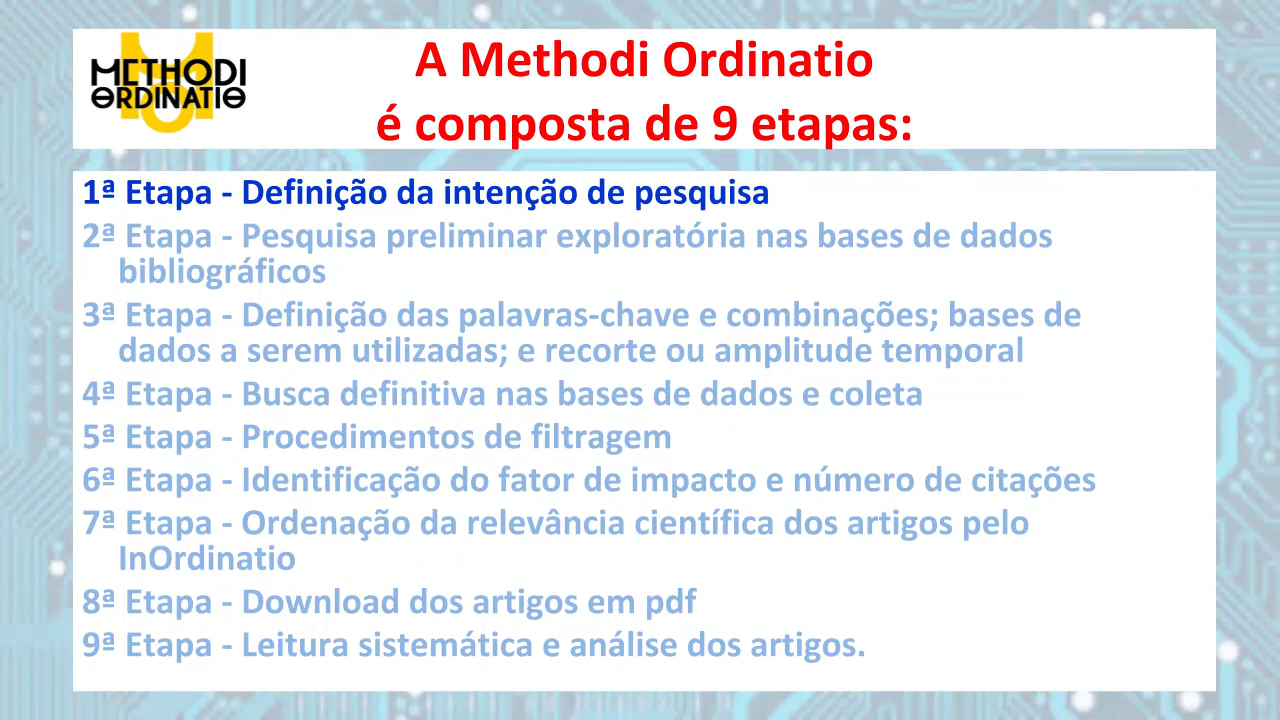 METHODI
ORDINATIO
A Methodi Ordinatio
é composta de 9 etapas:
1ª Etapa - Definição da intenção de pesquisa
2ª Etapa - Pesquisa preliminar exploratória nas bases de dados
bibliográficos
3ª Etapa - Definição das palavras-chave e combinações; bases de
dados a serem utilizadas; e recorte ou amplitude temporal
4ª Etapa - Busca definitiva nas bases de dados e coleta
5ª Etapa - Procedimentos de filtragem
6ª Etapa - Identificação do fator de impacto e número de citações
7ª Etapa - Ordenação da relevância científica dos artigos pelo
InOrdinatio
8ª Etapa - Download dos artigos em pdf
9ª Etapa - Leitura sistemática e análise dos artigos.